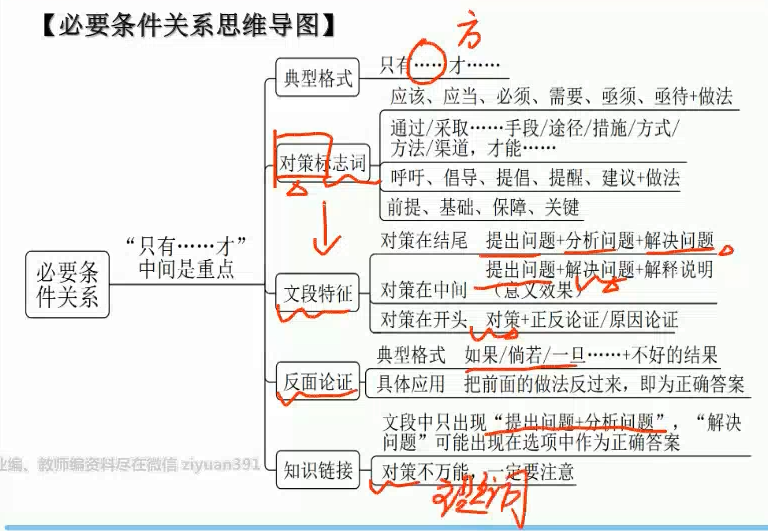 【必要条件关系思维导图】
方
典型格式
只有……才……
应该、应当、必须、需要、亟须、亟待+做法
对策标志词
通过/采取……手段/途径/措施/方式/
方法/渠道，才能……
呼吁、倡导、提倡、提醒、建议+做法
前提、基础、保障、关键
必要条
件关系
“只有……才”
中间是重点
文段特征
对策在结尾 提出问题+分析问题+解决问题
对策在中间 提出问题+解决问题+解释说明
（意义效果）
对策在开头 对策+正反论证/原因论证
反面论证
典型格式 如果/倘若/一旦……+不好的结果
具体应用 把前面的做法反过来，即为正确答案
知识链接
文段中只出现“提出问题+分析问题”，“解决
问题”可能出现在选项中作为正确答案
对策不万能，一定要注意
业编、教师编资料尽在微信 ziyuan391